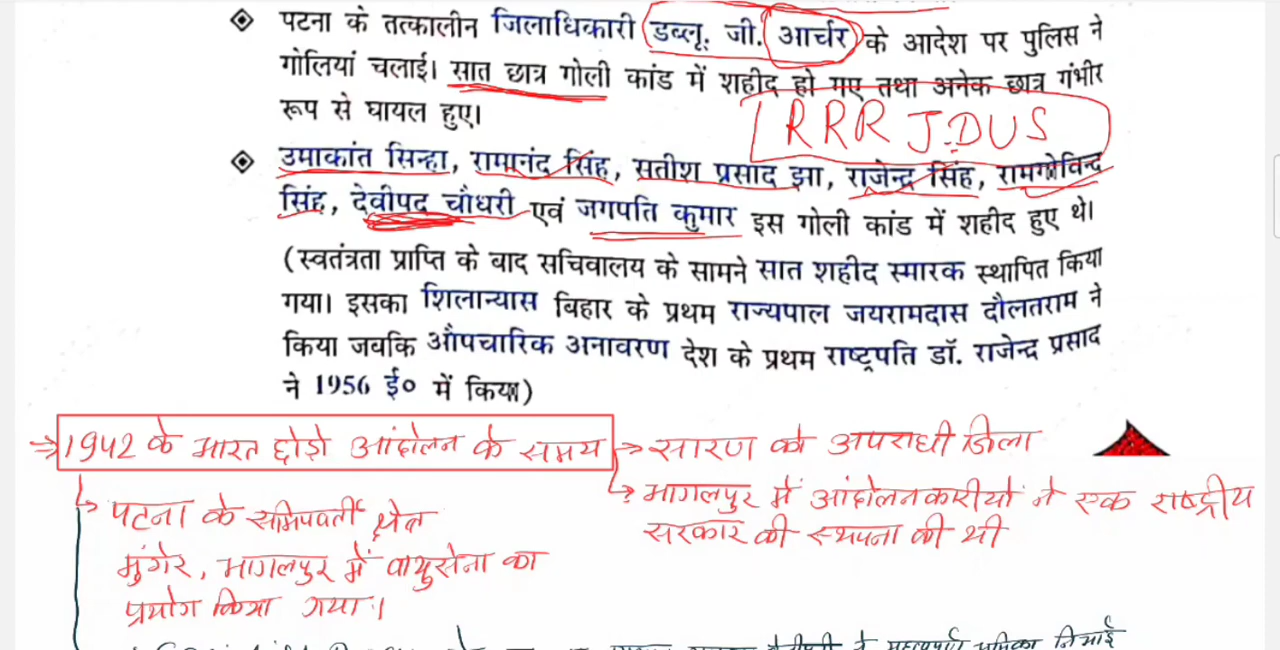 ❖ पटना के तत्कालीन जिलाधिकारी डब्लू. जी. आर्चर के आदेश पर पुलिस ने
गोलियां चलाई। सात छात्र गोली कांड में शहीद हो गए तथा अनेक छात्र गंभीर
रूप से घायल हुए।
RRR J.DUS
❖ उमाकांत सिन्हा, रामानंद सिंह, सतीश प्रसाद झा, राजेन्द्र सिंह, रामगोविन्द
सिंह, देवीपद चौधरी एवं जगपति कुमार इस गोली कांड में शहीद हुए थे।
(स्वतंत्रता प्राप्ति के बाद सचिवालय के सामने सात शहीद स्मारक स्थापित किया
गया। इसका शिलान्यास बिहार के प्रथम राज्यपाल जयरामदास दौलतराम ने
किया जबकि औपचारिक अनावरण देश के प्रथम राष्ट्रपति डॉ. राजेन्द्र प्रसाद
ने 1956 ई० में किया)
⇒ 1942 के भारत छोड़ो आंदोलन के समय → सारण को अपराधी जिला
↳ भागलपुर में आंदोलनकारीयों ने एक राष्ट्रीय
सरकार की स्थपना की थी
↳ पटना के समिपवर्ती क्षेत्र
मुंगेर, भागलपुर में वायुसेना का
प्रयोग किया गया।
महत्वपूर्ण भूमिका निभाई